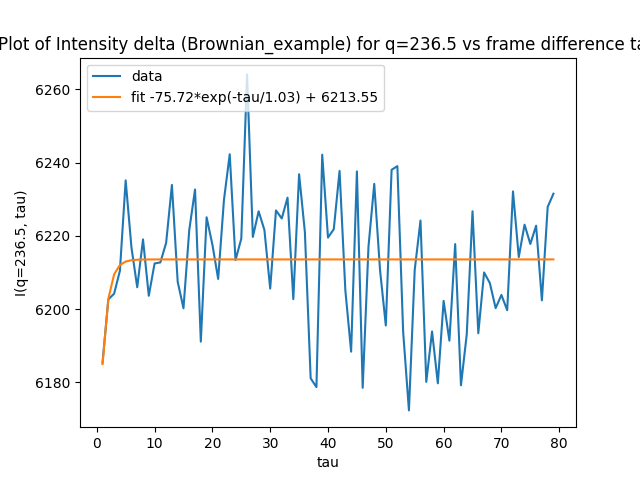 Plot of Intensity delta (Brownian_example) for q=236.5 vs frame difference ta
data
fit -75.72*exp(-tau/1.03) + 6213.55
I(q=236.5, tau)
6260
6240
6220
6200
6180
0 10 20 30 40 50 60 70 80
tau